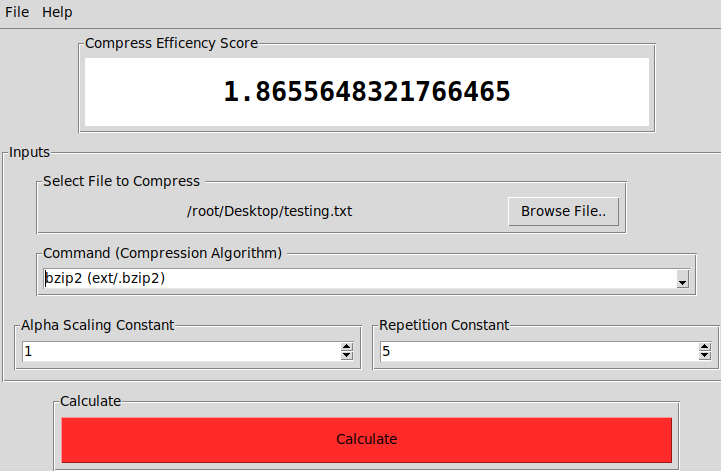 File Help
Compress Efficency Score
1.8655648321766465
Inputs
Select File to Compress
/root/Desktop/testing.txt Browse File..
Command (Compression Algorithm)
bzip2 (ext/.bzip2)
Alpha Scaling Constant Repetition Constant
1 5
Calculate
Calculate